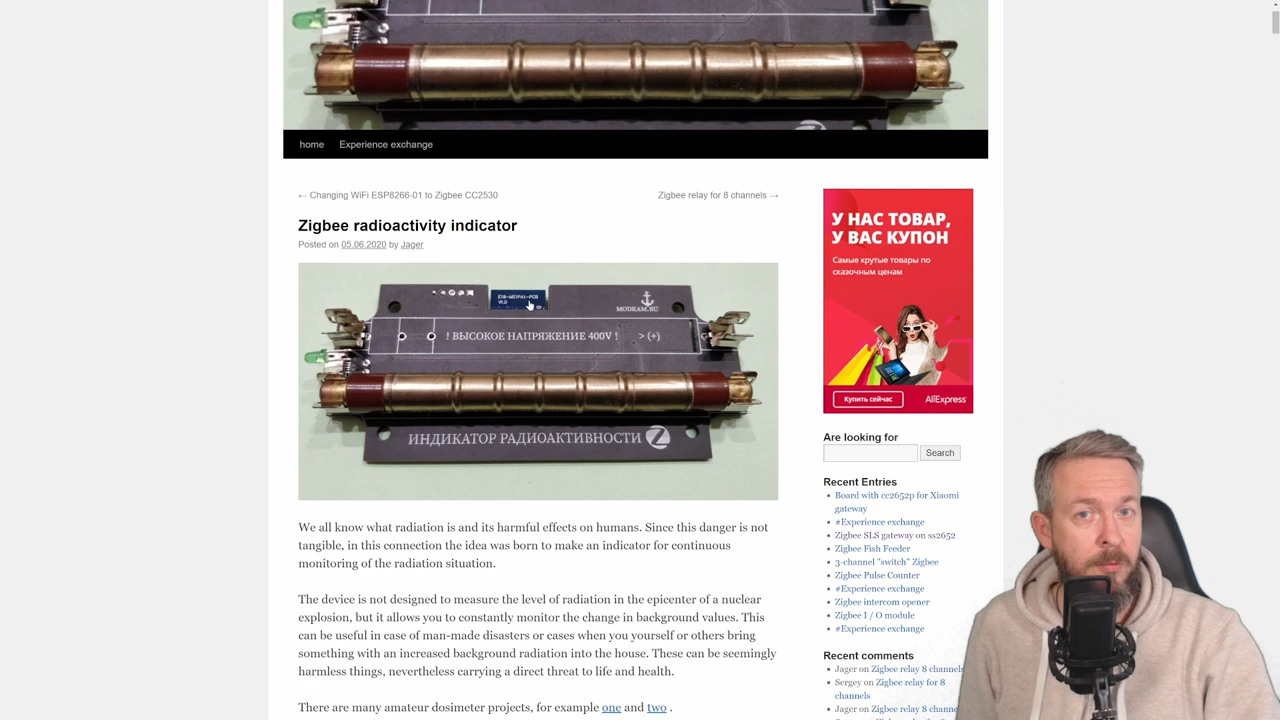 home
Experience exchange
← Changing WiFi ESP8266-01 to Zigbee CC2530
Zigbee relay for 8 channels →
Zigbee radioactivity indicator
Posted on 05.06.2020 by Jager
E18-MS1PA1-PCB
V1.0
MODKAM.RU
! ВЫСОКОЕ НАПРЯЖЕНИЕ 400V !
> (+)
ИНДИКАТОР РАДИОАКТИВНОСТИ
We all know what radiation is and its harmful effects on humans. Since this danger is not
tangible, in this connection the idea was born to make an indicator for continuous
monitoring of the radiation situation.
The device is not designed to measure the level of radiation in the epicenter of a nuclear
explosion, but it allows you to constantly monitor the change in background values. This
can be useful in case of man-made disasters or cases when you yourself or others bring
something with an increased background radiation into the house. These can be seemingly
harmless things, nevertheless carrying a direct threat to life and health.
There are many amateur dosimeter projects, for example one and two .
У НАС ТОВАР,
У ВАС КУПОН
Самые крутые товары по
сказочным ценам
Купить сейчас
AliExpress
Are looking for
Search
Recent Entries
Board with cc2652p for Xiaomi
gateway
#Experience exchange
Zigbee SLS gateway on ss2652
Zigbee Fish Feeder
3-channel "switch" Zigbee
Zigbee Pulse Counter
#Experience exchange
Zigbee intercom opener
Zigbee I / O module
#Experience exchange
Recent comments
Jager on Zigbee relay 8 channels
Sergey on Zigbee relay for 8
channels
Jager on Zigbee relay 8 channe